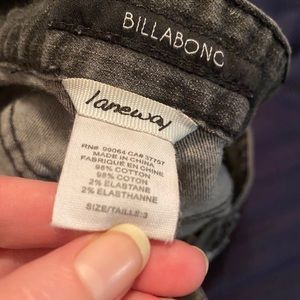 BILLABONG
laneway
RN# 99064 CA# 37757
MADE IN CHINA
FABRIQUÉ EN CHINE
98% COTTON
98% COTON
2% ELASTANE
2% ÉLASTHANNE
SIZE/TAILLE:3